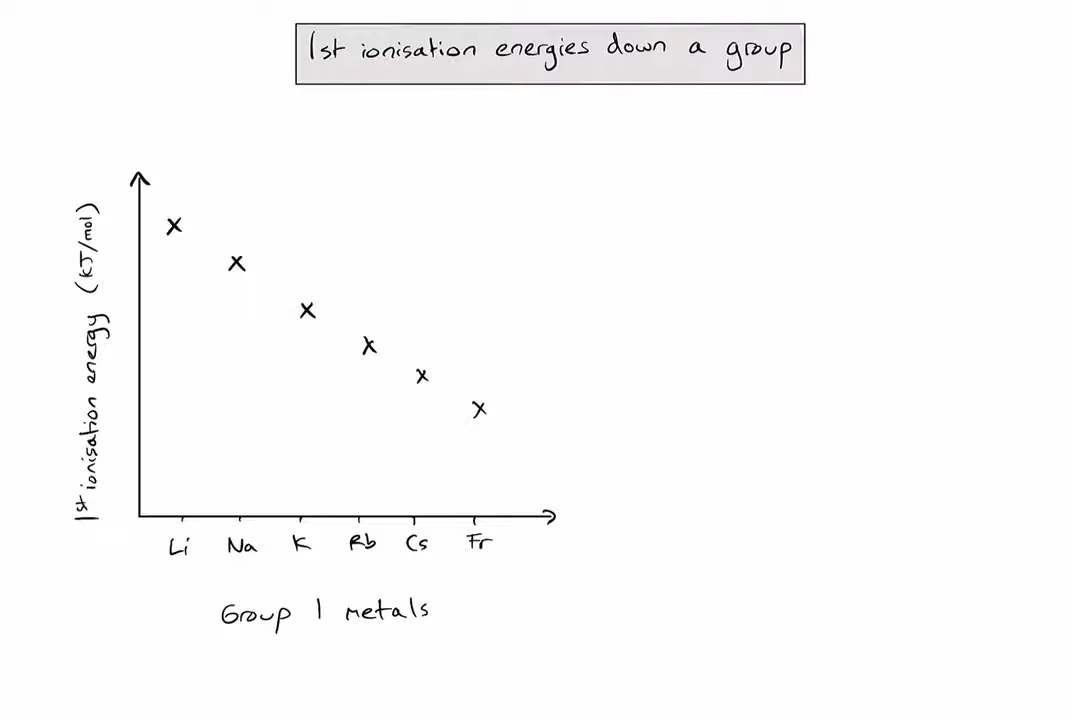 1st ionisation energies down a group
1st ionisation energy (kJ/mol)
Li Na K Rb Cs Fr
Group 1 metals